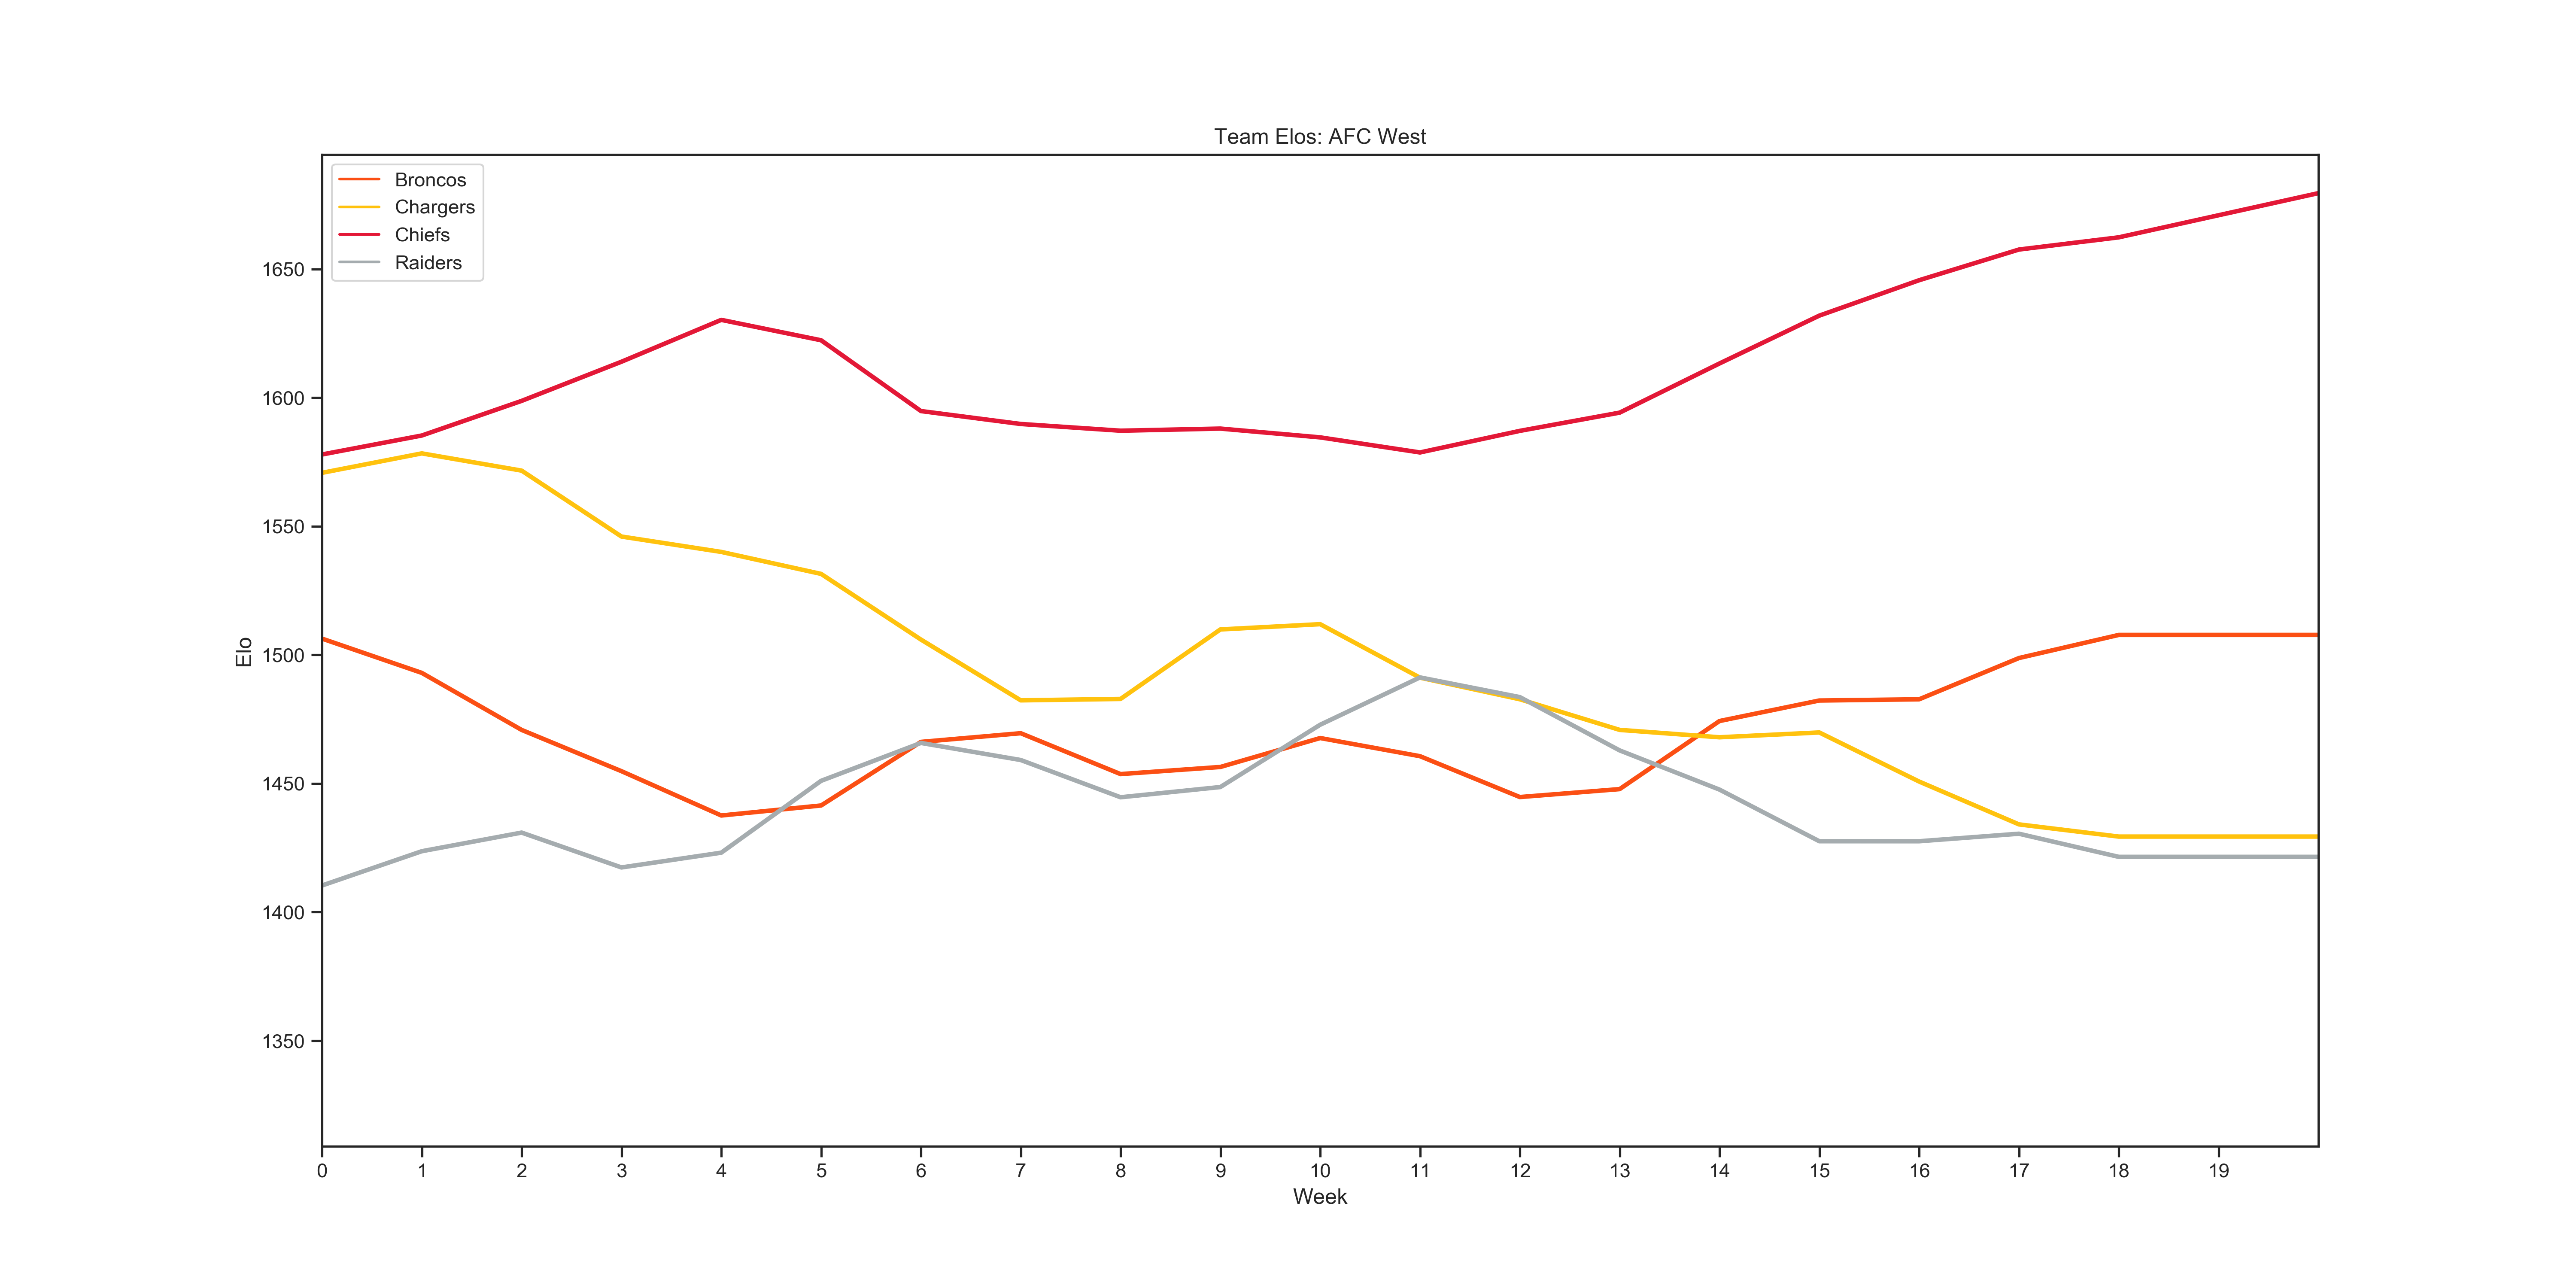 Team Elos: AFC West
Broncos
Chargers
Chiefs
Raiders
1650
1600
1550
1500
1450
1400
1350
Elo
0 1 2 3 4 5 6 7 8 9 10 11 12 13 14 15 16 17 18 19
Week